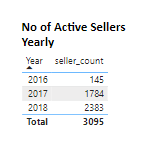 No of Active Sellers
Yearly
Year seller_count
2016 145
2017 1784
2018 2383
Total 3095